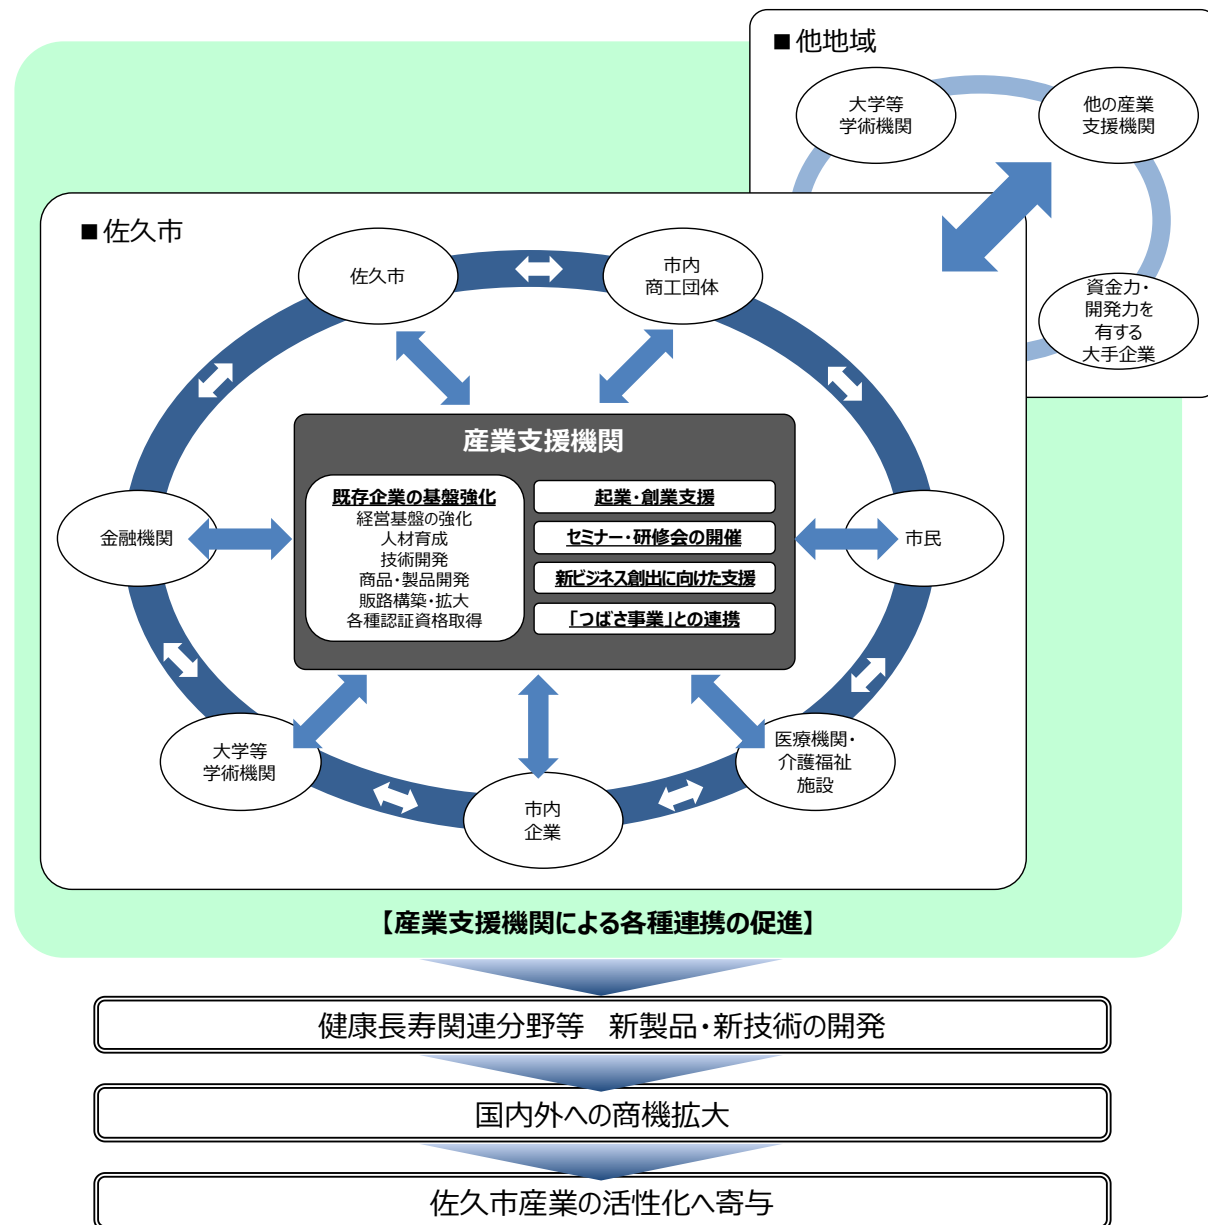 ■他地域
大学等
学術機関
他の産業
支援機関
資金力・
開発力を
有する
大手企業
■佐久市
佐久市
市内
商工団体
金融機関
市民
大学等
学術機関
市内
企業
医療機関・
介護福祉
施設
産業支援機関
既存企業の基盤強化
経営基盤の強化
人材育成
技術開発
商品・製品開発
販路構築・拡大
各種認証資格取得
起業・創業支援
セミナー・研修会の開催
新ビジネス創出に向けた支援
「つばさ事業」との連携
【産業支援機関による各種連携の促進】
健康長寿関連分野等　新製品・新技術の開発
国内外への商機拡大
佐久市産業の活性化へ寄与